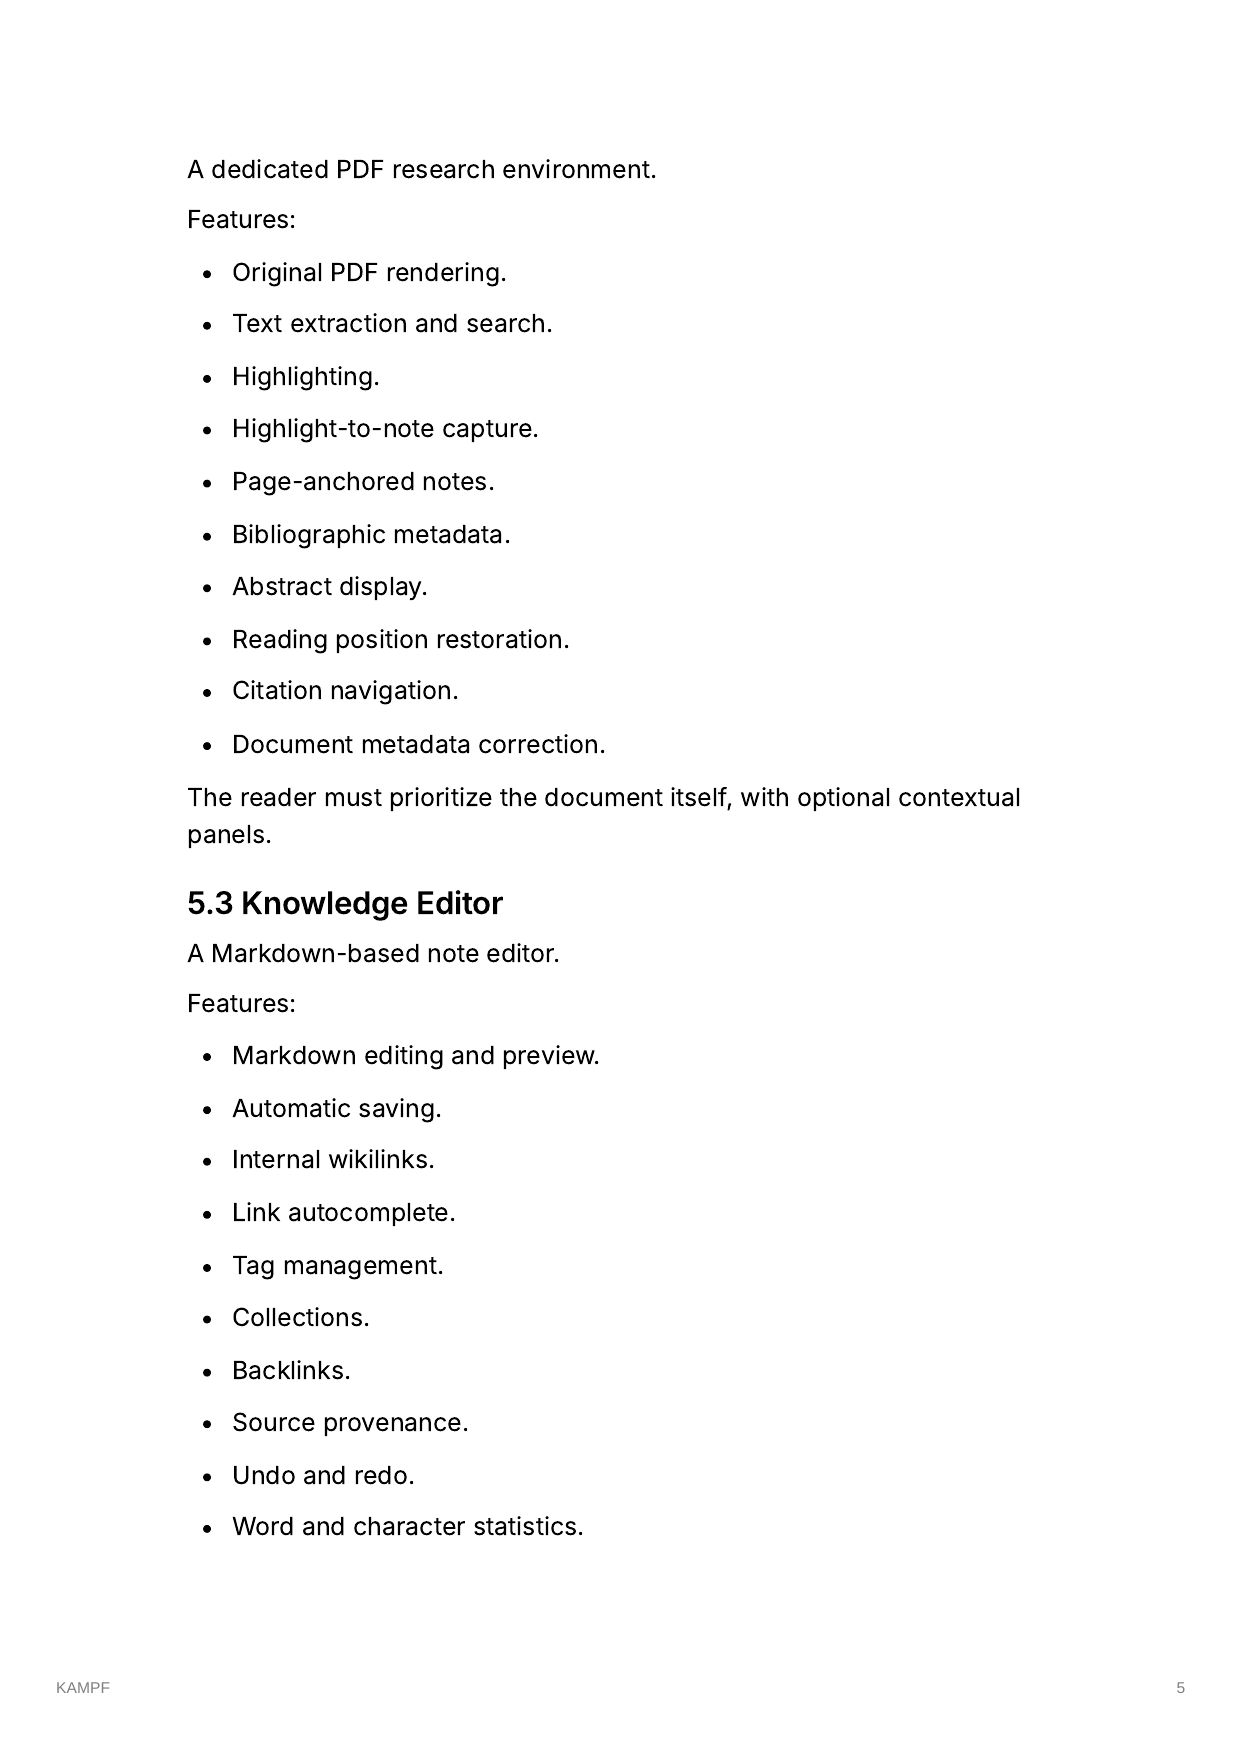 A dedicated PDF research environment.
Features:
• Original PDF rendering.
• Text extraction and search.
• Highlighting.
• Highlight-to-note capture.
• Page-anchored notes.
• Bibliographic metadata.
• Abstract display.
• Reading position restoration.
• Citation navigation.
• Document metadata correction.
The reader must prioritize the document itself, with optional contextual
panels.
5.3 Knowledge Editor
A Markdown-based note editor.
Features:
• Markdown editing and preview.
• Automatic saving.
• Internal wikilinks.
• Link autocomplete.
• Tag management.
• Collections.
• Backlinks.
• Source provenance.
• Undo and redo.
• Word and character statistics.
KAMPF 5